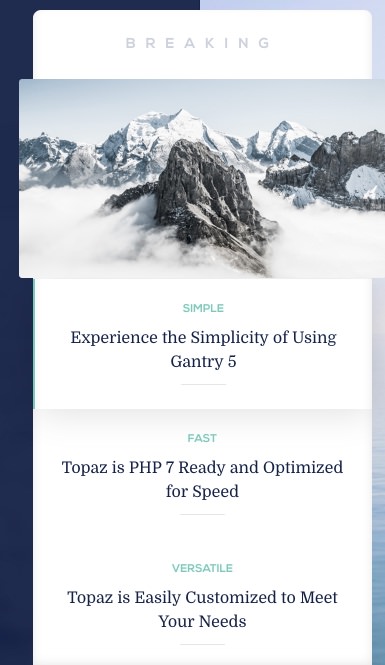 BREAKING
SIMPLE
Experience the Simplicity of Using
Gantry 5
FAST
Topaz is PHP 7 Ready and Optimized
for Speed
VERSATILE
Topaz is Easily Customized to Meet
Your Needs